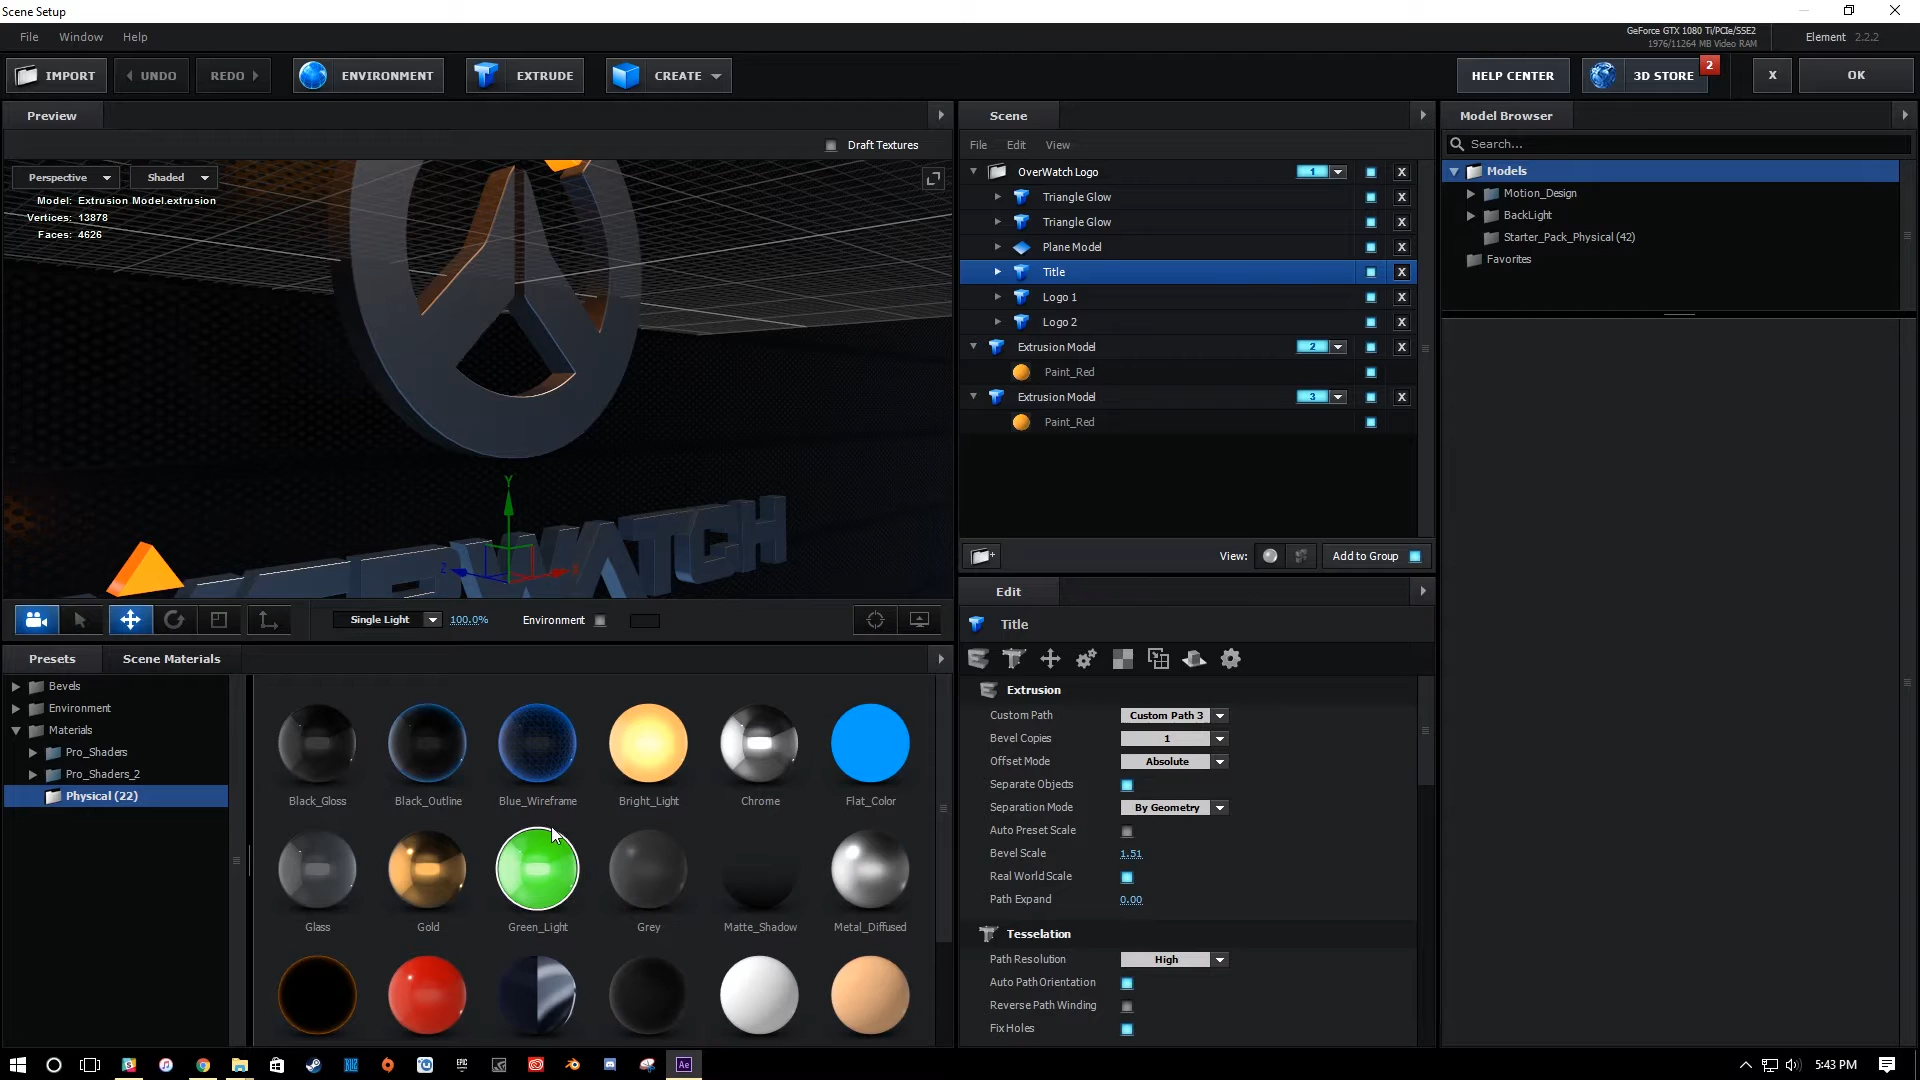 Scene Setup
File Window Help
GeForce GTX 1080 Ti/PCIe/SSE2
1976/11264 MB Video RAM
Element 2.2.2
IMPORT
UNDO
REDO
ENVIRONMENT
EXTRUDE
CREATE
HELP CENTER
3D STORE
2
X
OK
Preview
Draft Textures
Perspective
Shaded
Model: Extrusion Model.extrusion
Vertices: 13878
Faces: 4626
Y
Z
Single Light
100.0%
Environment
Presets
Scene Materials
Bevels
Environment
Materials
Pro_Shaders
Pro_Shaders_2
Physical (22)
Black_Gloss
Black_Outline
Blue_Wireframe
Bright_Light
Chrome
Flat_Color
Glass
Gold
Green_Light
Grey
Matte_Shadow
Metal_Diffused
Scene
File Edit View
OverWatch Logo 1 X
Triangle Glow X
Triangle Glow X
Plane Model X
Title X
Logo 1 X
Logo 2 X
Extrusion Model 2 X
Paint_Red
Extrusion Model 3 X
Paint_Red
View:
Add to Group
Edit
Title
Extrusion
Custom Path Custom Path 3
Bevel Copies 1
Offset Mode Absolute
Separate Objects
Separation Mode By Geometry
Auto Preset Scale
Bevel Scale 1.51
Real World Scale
Path Expand 0.00
Tesselation
Path Resolution High
Auto Path Orientation
Reverse Path Winding
Fix Holes
Model Browser
Search...
Models
Motion_Design
BackLight
Starter_Pack_Physical (42)
Favorites
EPIC
Ae
5:43 PM